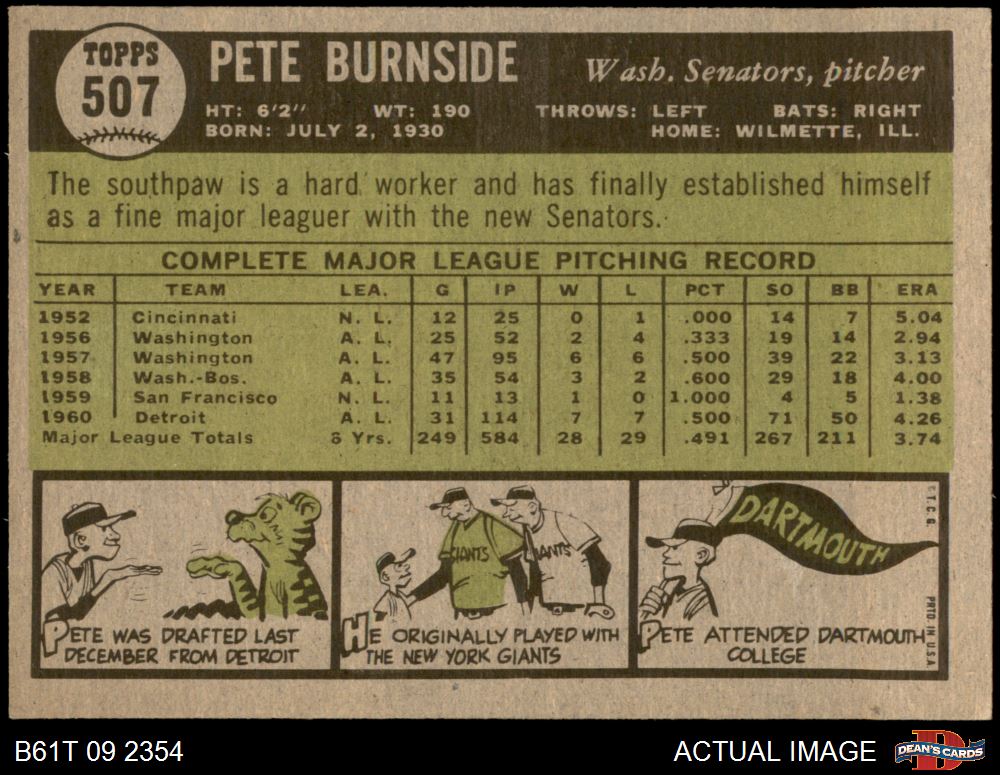 TOPPS
507
PETE BURNSIDE
Wash. Senators, pitcher
HT: 6'2" WT: 190 THROWS: LEFT BATS: RIGHT
BORN: JULY 2, 1930 HOME: WILMETTE, ILL.
The southpaw is a hard worker and has finally established himself
as a fine major leaguer with the new Senators.
COMPLETE MAJOR LEAGUE PITCHING RECORD
YEAR TEAM LEA. G IP W L PCT SO BB ERA
1952 Cincinnati N. L. 12 25 0 1 .000 14 7 5.04
1956 Washington A. L. 25 52 2 4 .333 19 14 2.94
1957 Washington A. L. 47 95 6 6 .500 39 22 3.13
1958 Wash.-Bos. A. L. 35 54 3 2 .600 29 18 4.00
1959 San Francisco N. L. 11 13 1 0 1.000 4 5 1.38
1960 Detroit A. L. 31 114 7 7 .500 71 50 4.26
Major League Totals 6 Yrs. 249 584 28 29 .491 267 211 3.74
PETE WAS DRAFTED LAST
DECEMBER FROM DETROIT
GIANTS
IANTS
HE ORIGINALLY PLAYED WITH
THE NEW YORK GIANTS
DARTMOUTH
PETE ATTENDED DARTMOUTH
COLLEGE
© T. C. G.
PRTD. IN U.S.A.
B61T 09 2354
ACTUAL IMAGE
D
DEAN'S CARDS